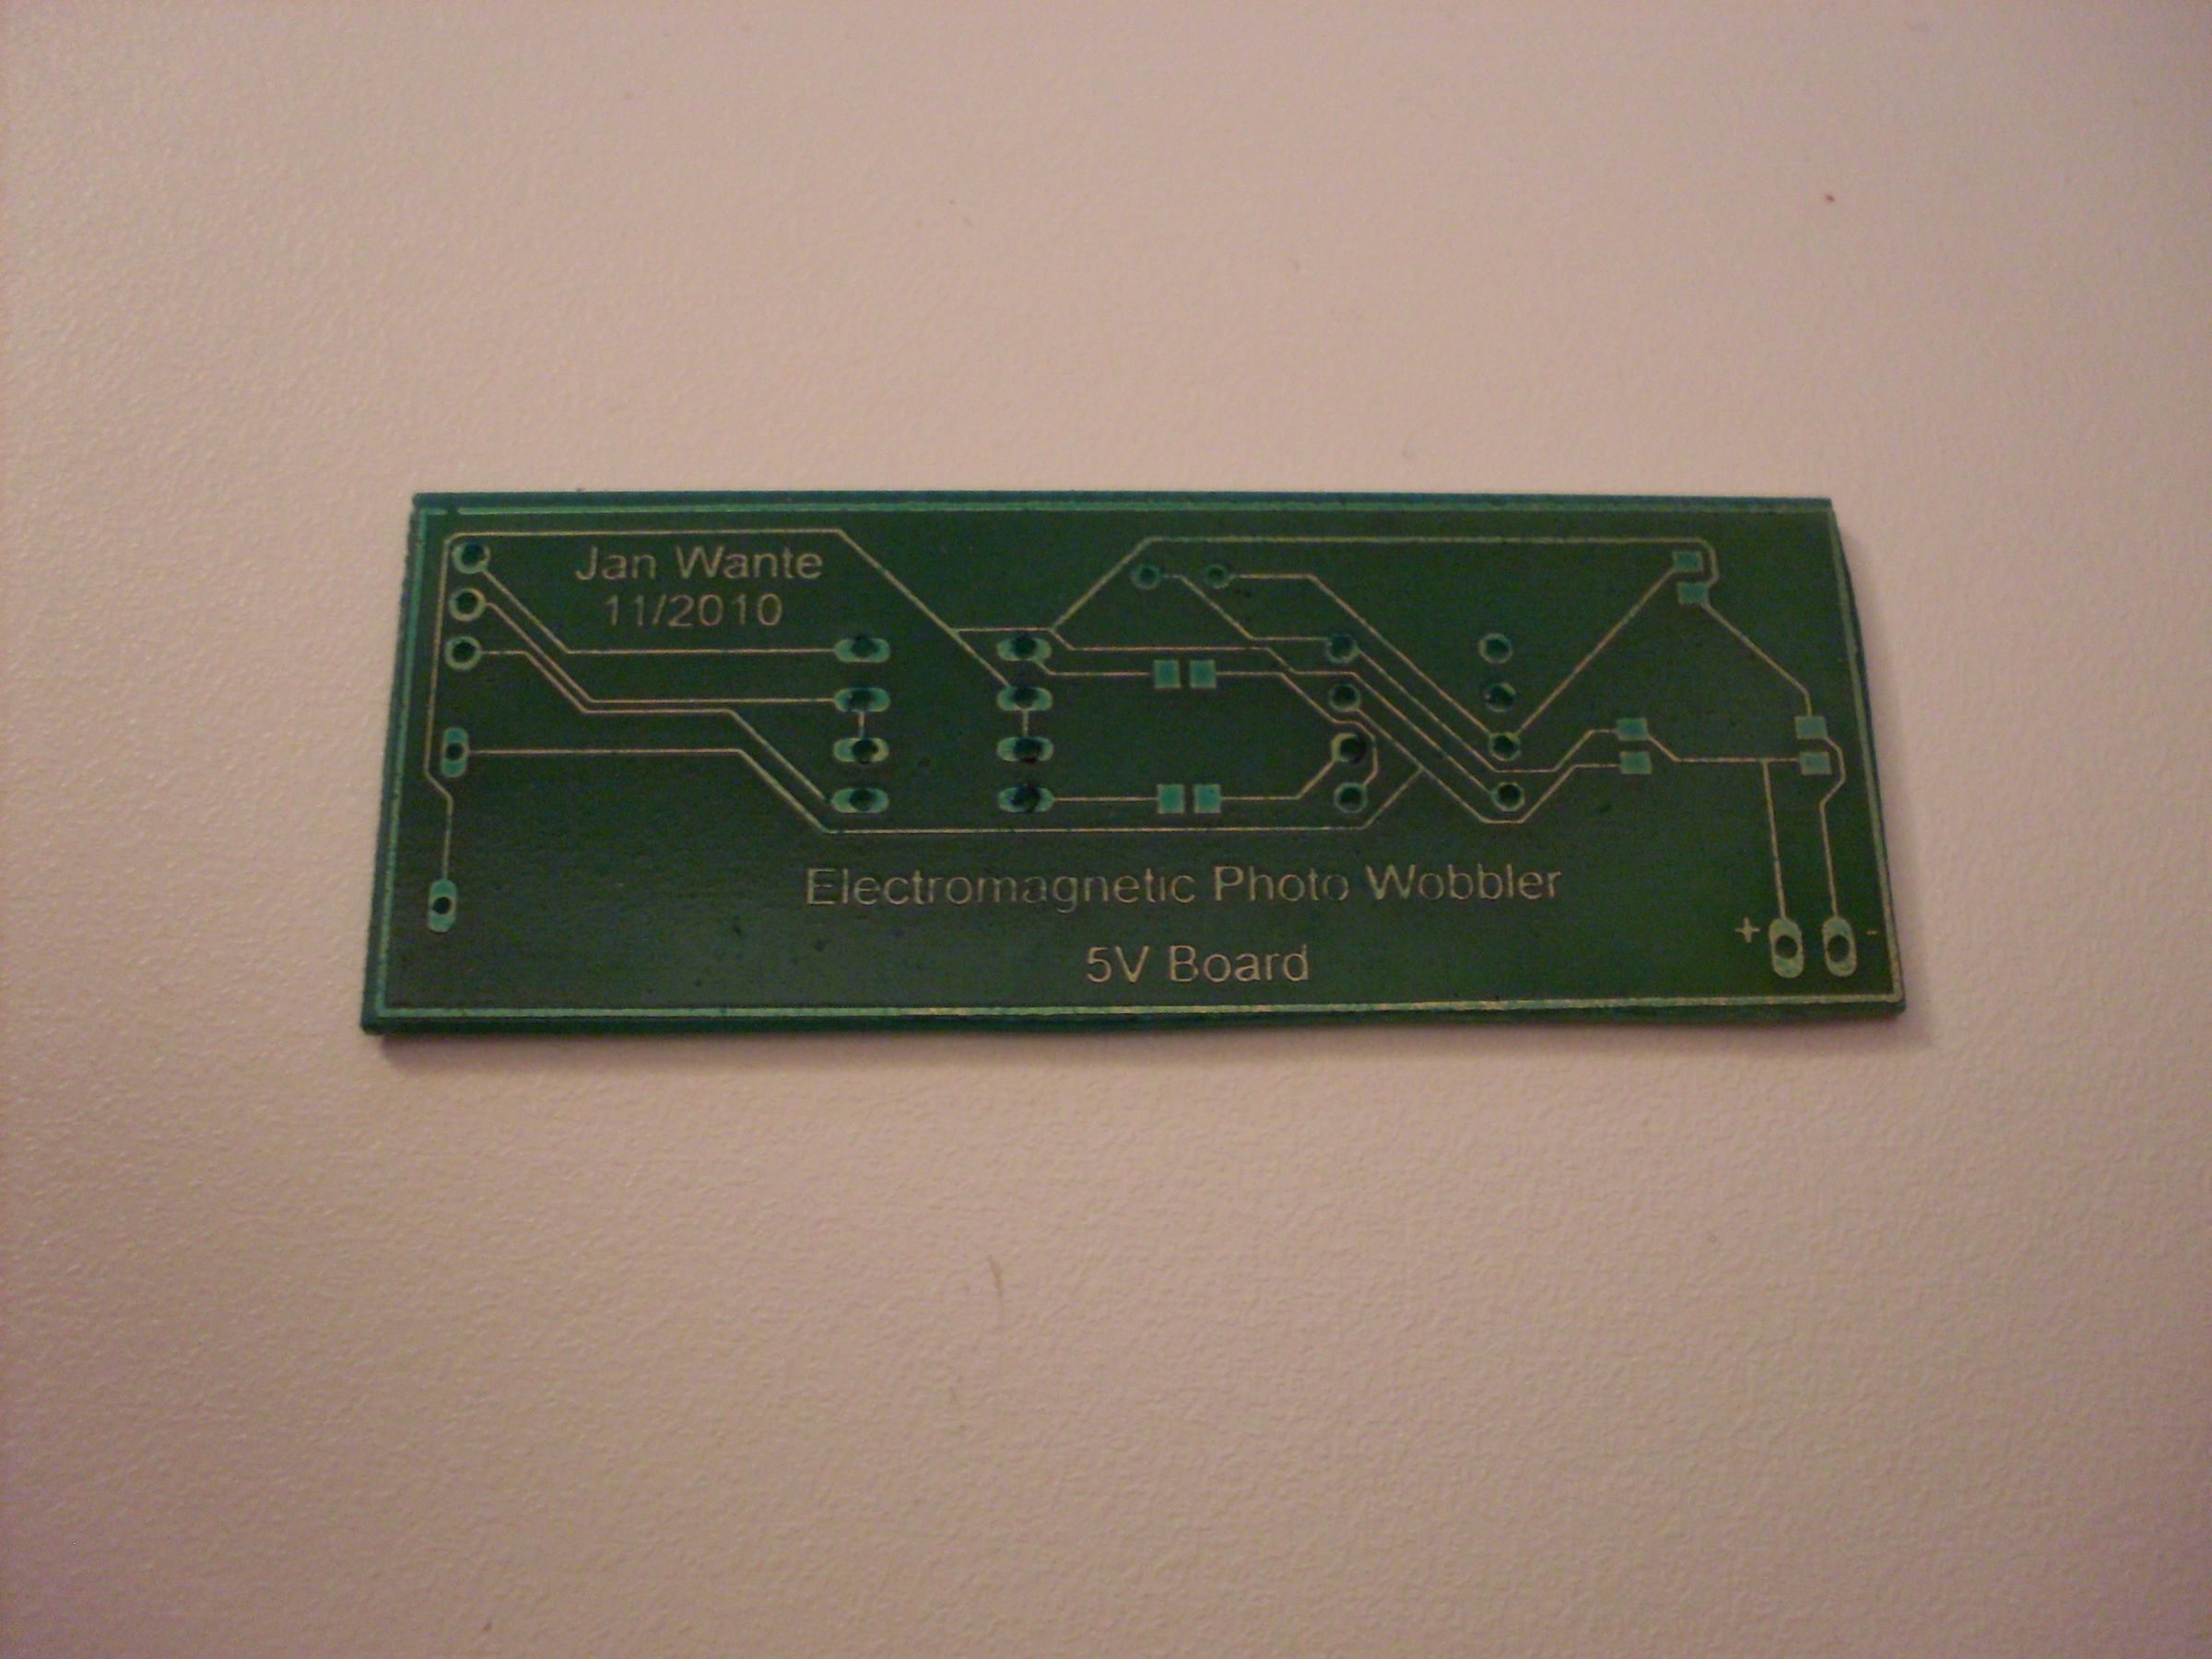 Jan Wante
11/2010
Electromagnetic Photo Wobbler
5V Board
+ -